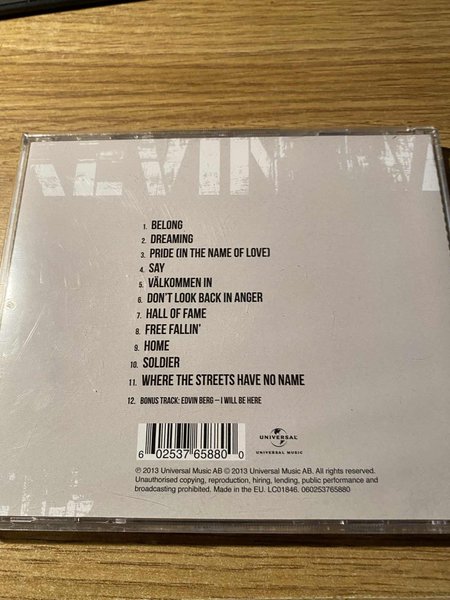 KEVIN
1. BELONG
2. DREAMING
3. PRIDE (IN THE NAME OF LOVE)
4. SAY
5. VÄLKOMMEN IN
6. DON'T LOOK BACK IN ANGER
7. HALL OF FAME
8. FREE FALLIN'
9. HOME
10. SOLDIER
11. WHERE THE STREETS HAVE NO NAME
12. BONUS TRACK: EDVIN BERG – I WILL BE HERE
6 02537 65880 0
UNIVERSAL
UNIVERSAL MUSIC
℗ 2013 Universal Music AB © 2013 Universal Music AB. All rights reserved.
Unauthorised copying, reproduction, hiring, lending, public performance and
broadcasting prohibited. Made in the EU. LC01846. 060253765880